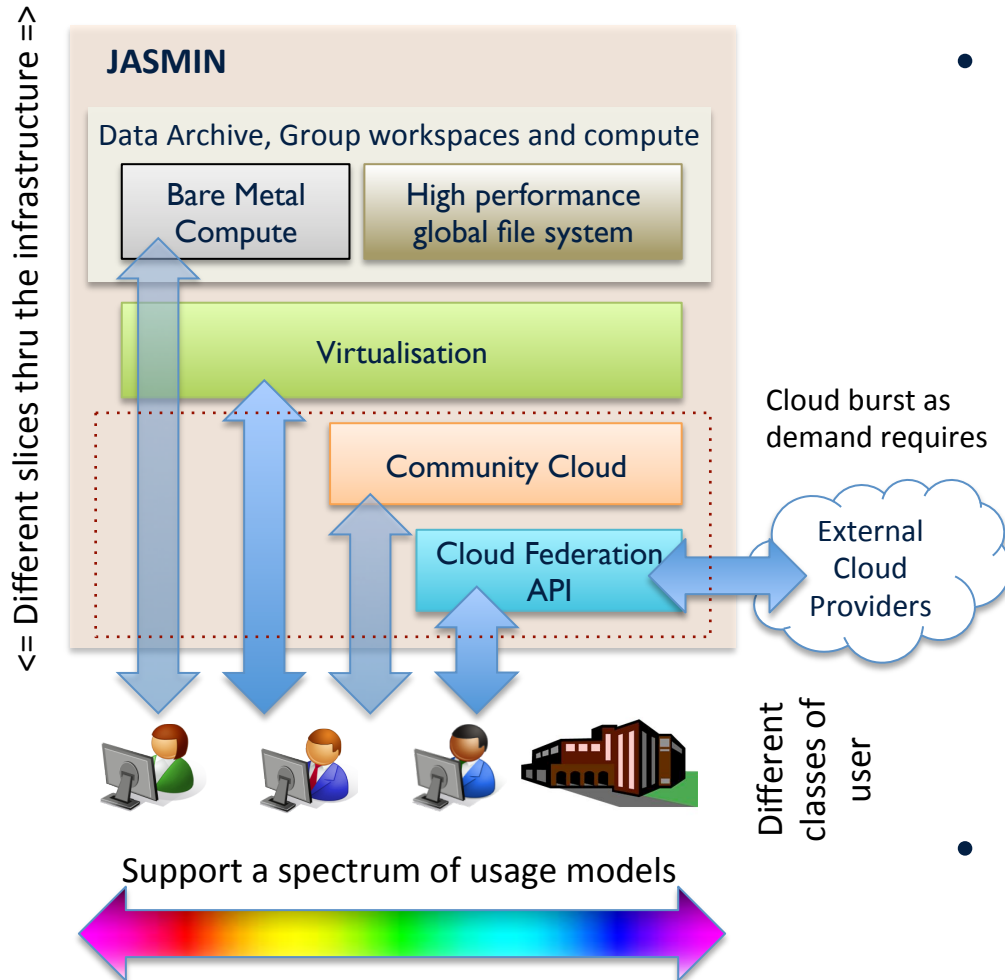 <= Different slices thru the infrastructure =>
JASMIN
Data Archive, Group workspaces and compute
Bare Metal
Compute
High performance
global file system
Virtualisation
Community Cloud
Cloud Federation
API
Cloud burst as
demand requires
External
Cloud
Providers
Different
classes of
user
Support a spectrum of usage models